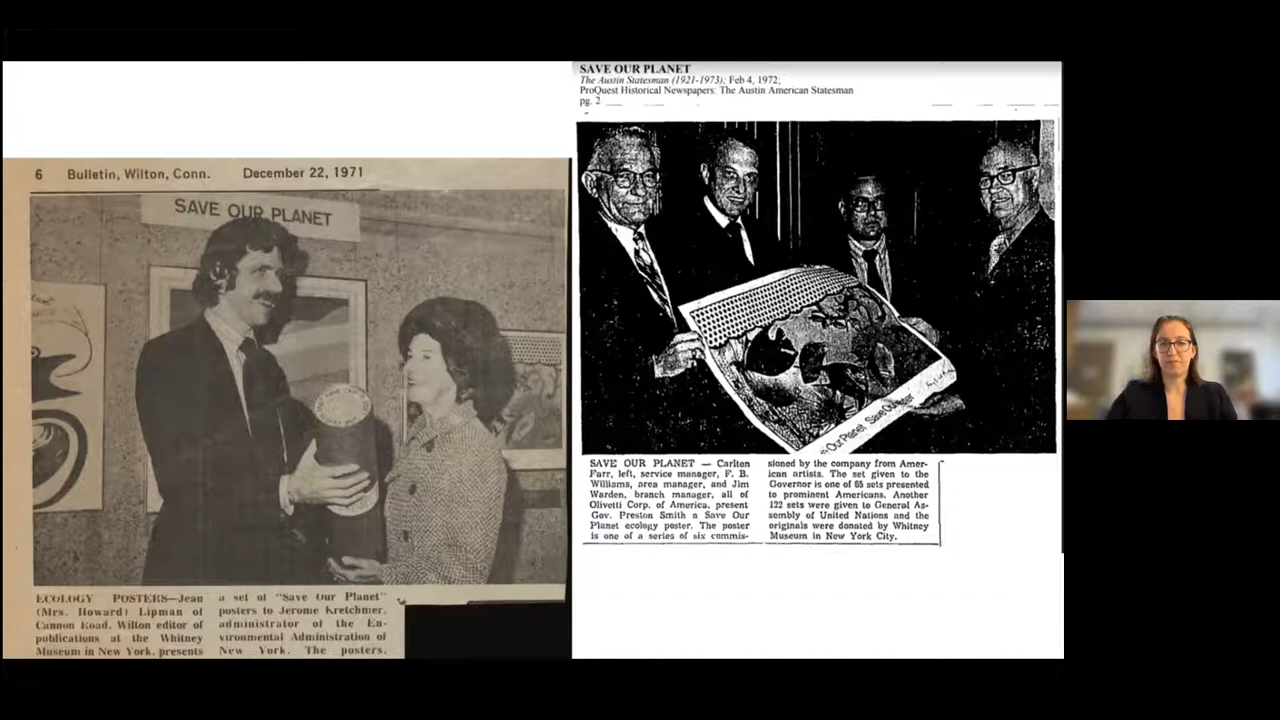 6 Bulletin, Wilton, Conn. December 22, 1971
SAVE OUR PLANET
ECOLOGY POSTERS—Jean
(Mrs. Howard) Lipman of
Cannon Road, Wilton editor of
publications at the Whitney
Museum in New York, presents
a set of "Save Our Planet"
posters to Jerome Kretchmer,
administrator of the En-
vironmental Administration of
New York. The posters,
SAVE OUR PLANET
The Austin Statesman (1921-1973); Feb 4, 1972;
ProQuest Historical Newspapers: The Austin American Statesman
pg. 2
Our Planet Save Our
SAVE OUR PLANET — Carlton
Farr, left, service manager, F. B.
Williams, area manager, and Jim
Warden, branch manager, all of
Olivetti Corp. of America, present
Gov. Preston Smith a Save Our
Planet ecology poster. The poster
is one of a series of six commis-
sioned by the company from Amer-
ican artists. The set given to the
Governor is one of 65 sets presented
to prominent Americans. Another
122 sets were given to General As-
sembly of United Nations and the
originals were donated by Whitney
Museum in New York City.